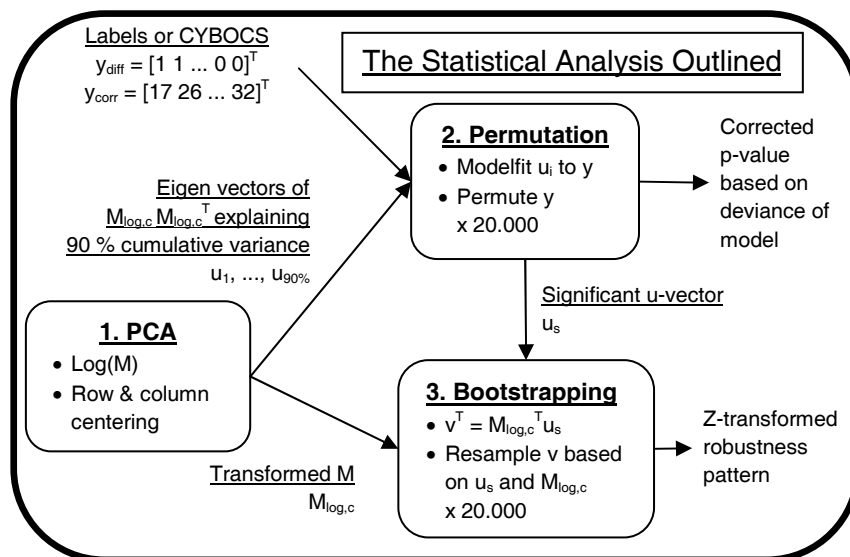 Labels or CYBOCS
y_diff = [1 1 ... 0 0]^T
y_corr = [17 26 ... 32]^T
The Statistical Analysis Outlined
2. Permutation
• Modelfit u_i to y
• Permute y
x 20.000
Corrected
p-value
based on
deviance of
model
Eigen vectors of
M_log,c M_log,c^T explaining
90 % cumulative variance
u_1, ..., u_90%
Significant u-vector
u_s
1. PCA
• Log(M)
• Row & column
centering
3. Bootstrapping
• v^T = M_log,c^T u_s
• Resample v based
on u_s and M_log,c
x 20.000
Z-transformed
robustness
pattern
Transformed M
M_log,c